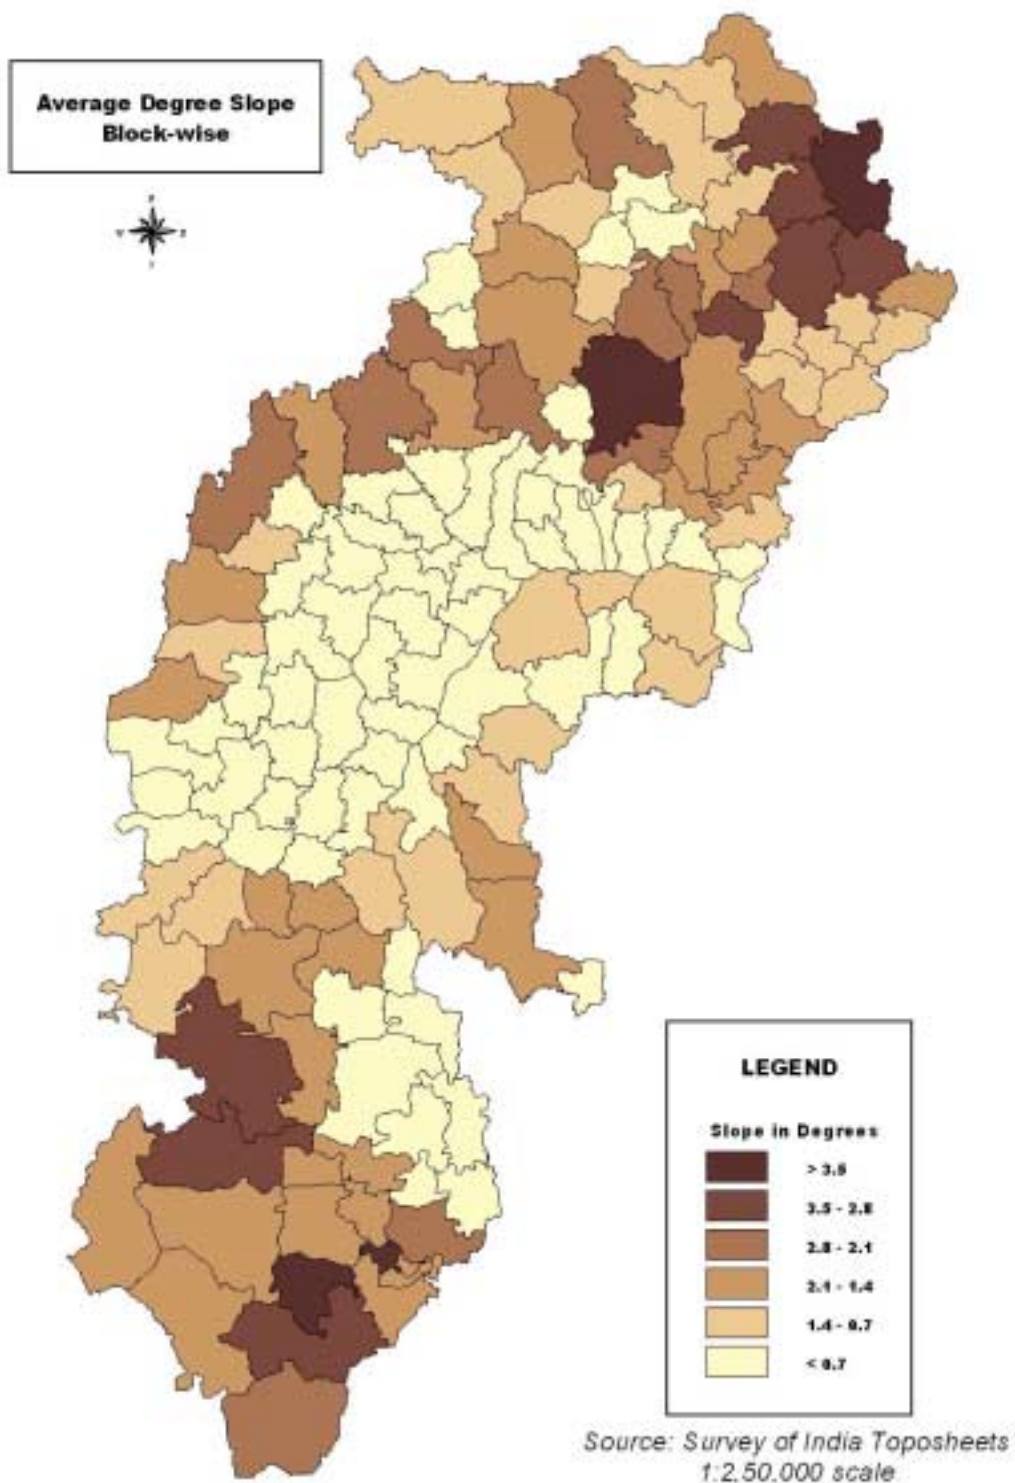 Average Degree Slope
Block-wise
LEGEND
Slope in Degrees
> 3.5
3.5 - 2.8
2.8 - 2.1
2.1 - 1.4
1.4 - 0.7
< 0.7
Source: Survey of India Toposheets
1:2,50,000 scale